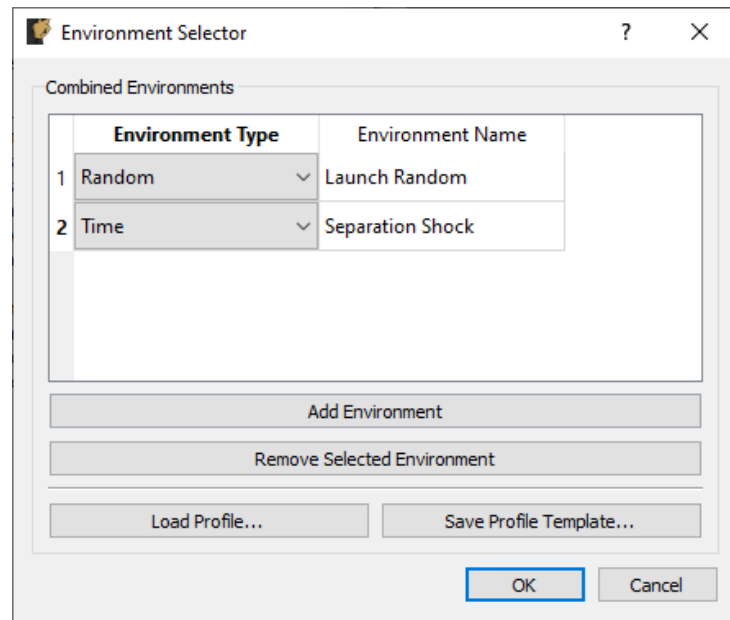 Environment Selector
?
Combined Environments
Environment Type Environment Name
1 Random Launch Random
2 Time Separation Shock
Add Environment
Remove Selected Environment
Load Profile... Save Profile Template...
OK Cancel